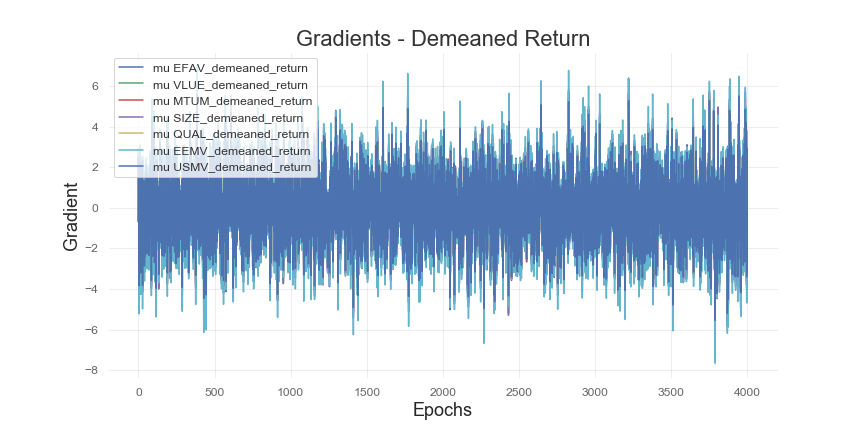 Gradients - Demeaned Return
mu EFAV_demeaned_return
mu VLUE_demeaned_return
mu MTUM_demeaned_return
mu SIZE_demeaned_return
mu QUAL_demeaned_return
mu EEMV_demeaned_return
mu USMV_demeaned_return
Gradient
6
4
2
0
−2
−4
−6
−8
0 500 1000 1500 2000 2500 3000 3500 4000
Epochs